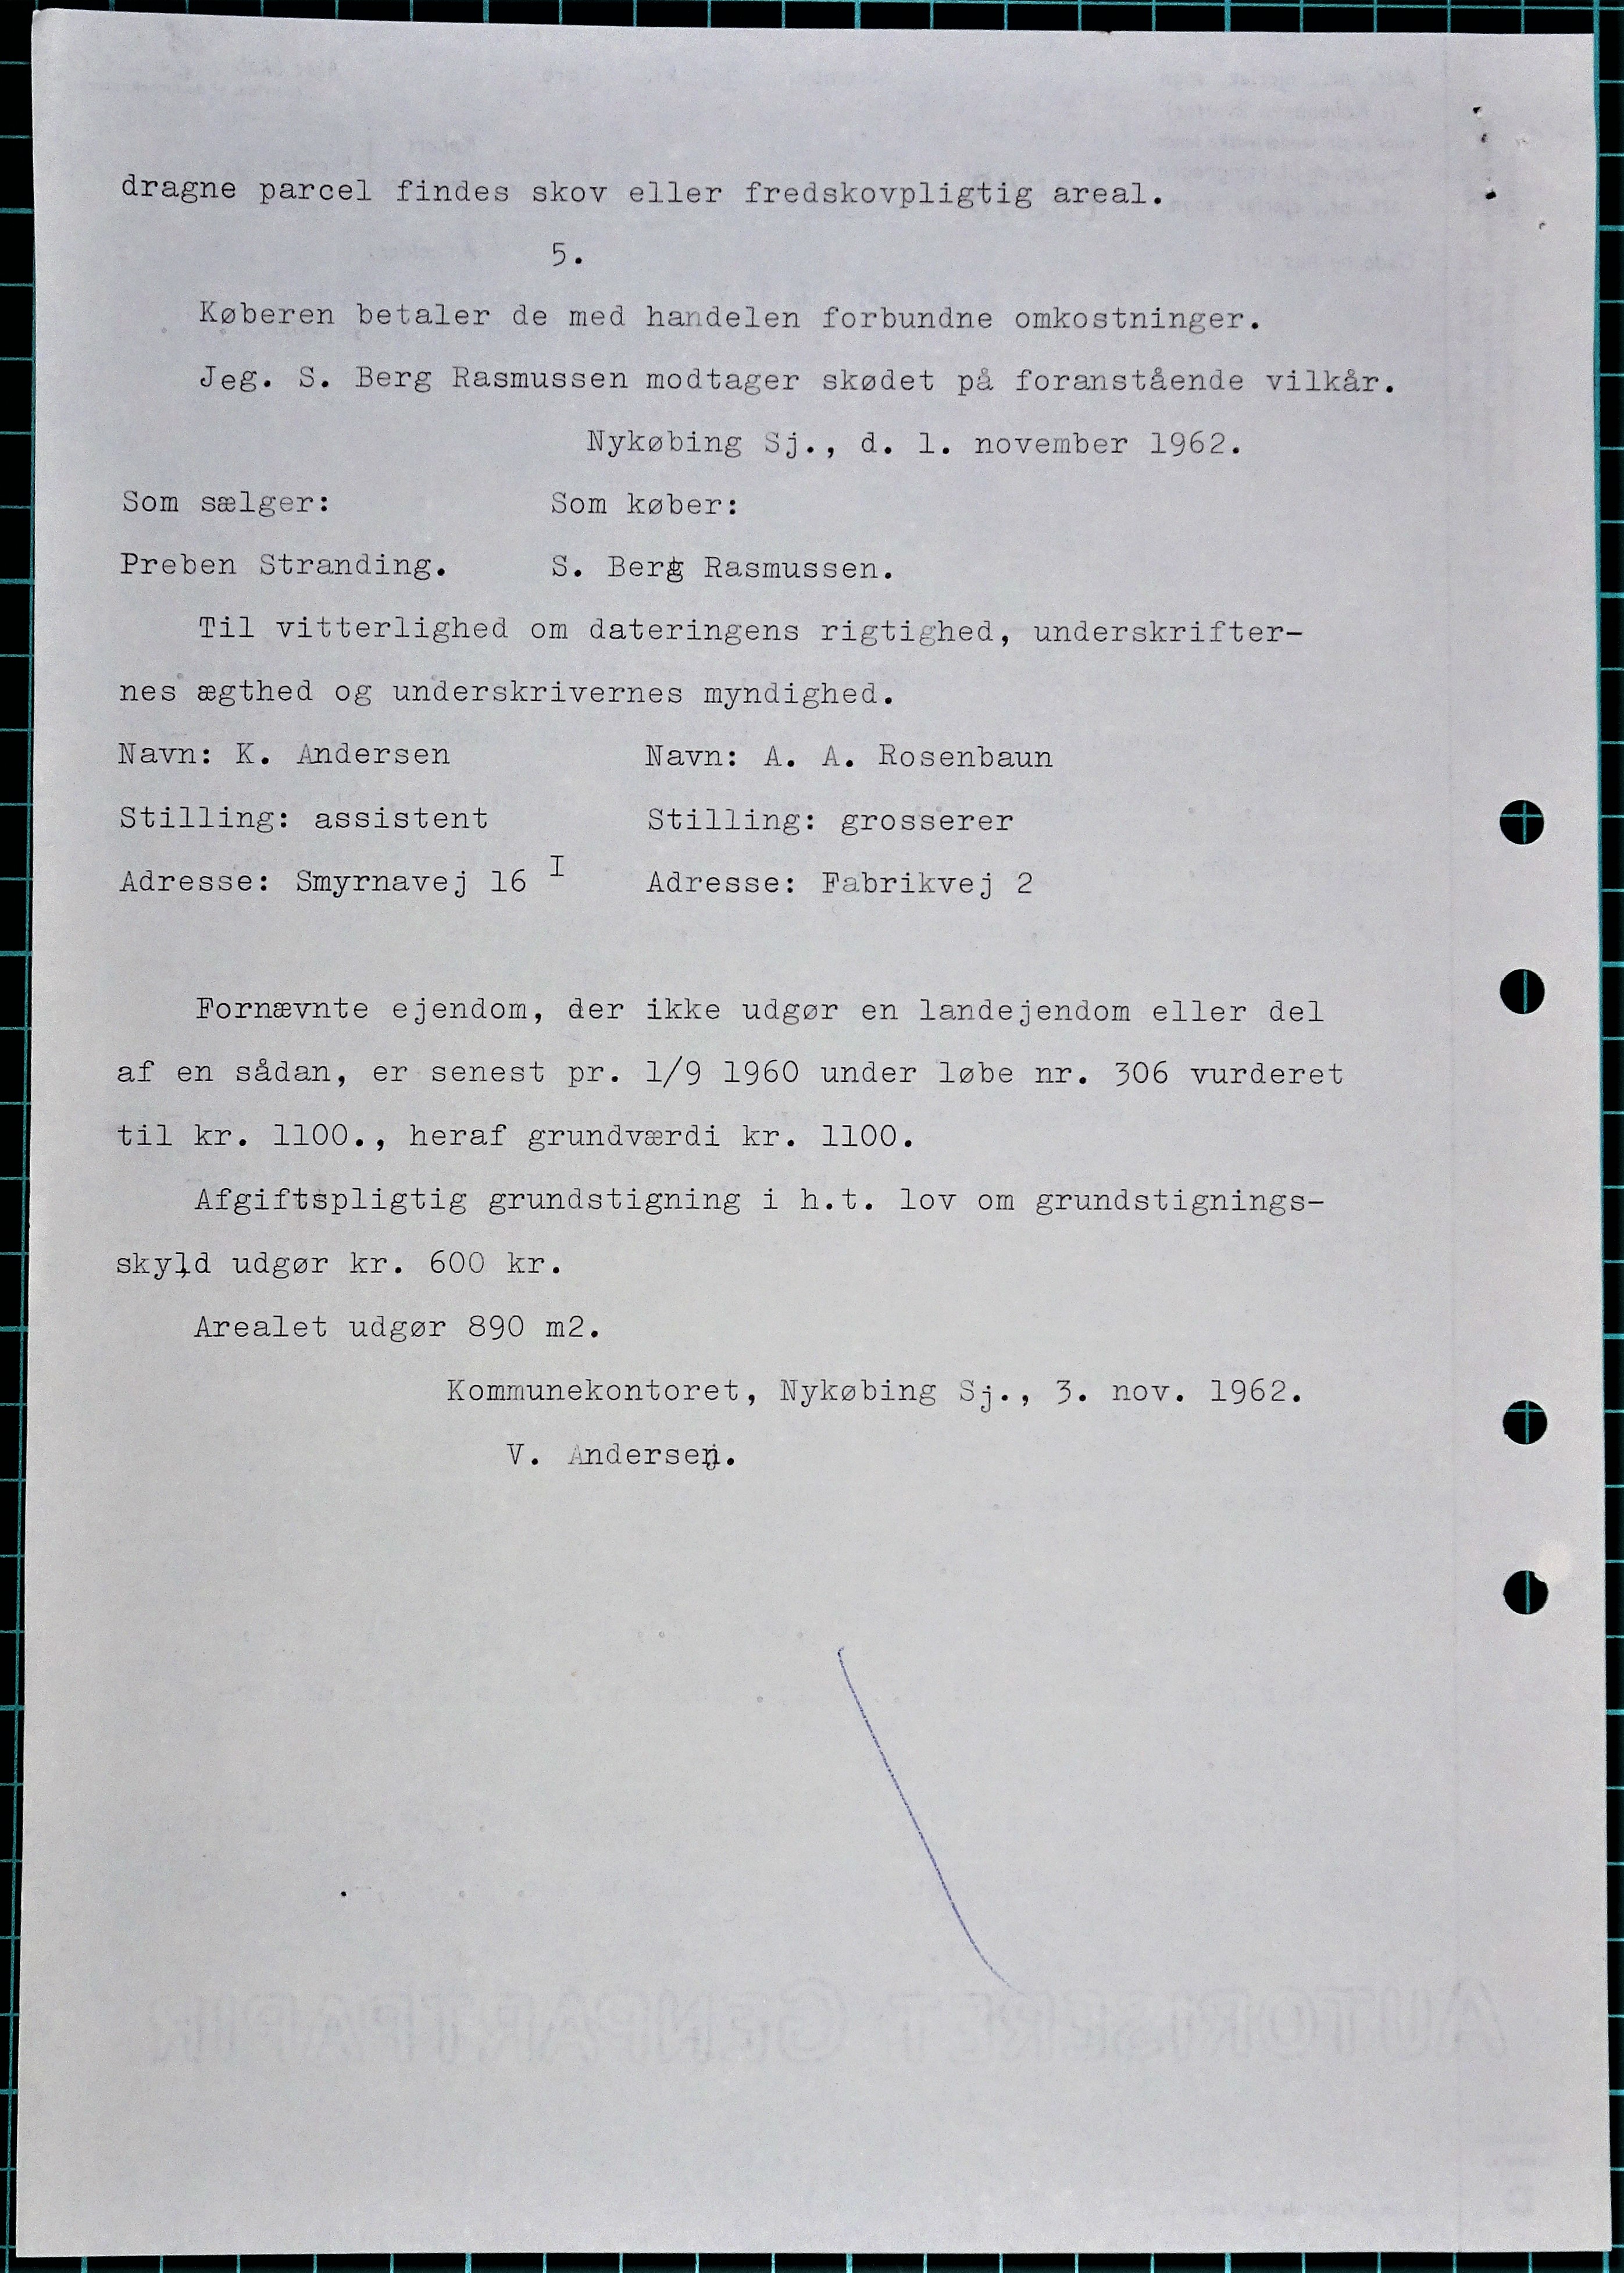 dragne parcel findes skov eller fredskovpligtig areal.
5.
Køberen betaler de med handelen forbundne omkostninger.
Jeg. S. Berg Rasmussen modtager skødet på foranstående vilkår.
Nykøbing Sj., d. 1. november 1962.
Som sælger: Som køber:
Preben Stranding. S. Berg Rasmussen.
Til vitterlighed om dateringens rigtighed, underskrifter-
nes ægthed og underskrivernes myndighed.
Navn: K. Andersen Navn: A. A. Rosenbaun
Stilling: assistent Stilling: grosserer
Adresse: Smyrnavej 16 I Adresse: Fabrikvej 2
Fornævnte ejendom, der ikke udgør en landejendom eller del
af en sådan, er senest pr. 1/9 1960 under løbe nr. 306 vurderet
til kr. 1100., heraf grundværdi kr. 1100.
Afgiftspligtig grundstigning i h.t. lov om grundstignings-
skyld udgør kr. 600 kr.
Arealet udgør 890 m2.
Kommunekontoret, Nykøbing Sj., 3. nov. 1962.
V. Andersen.
AUTORISERET GENPARTPAPIR